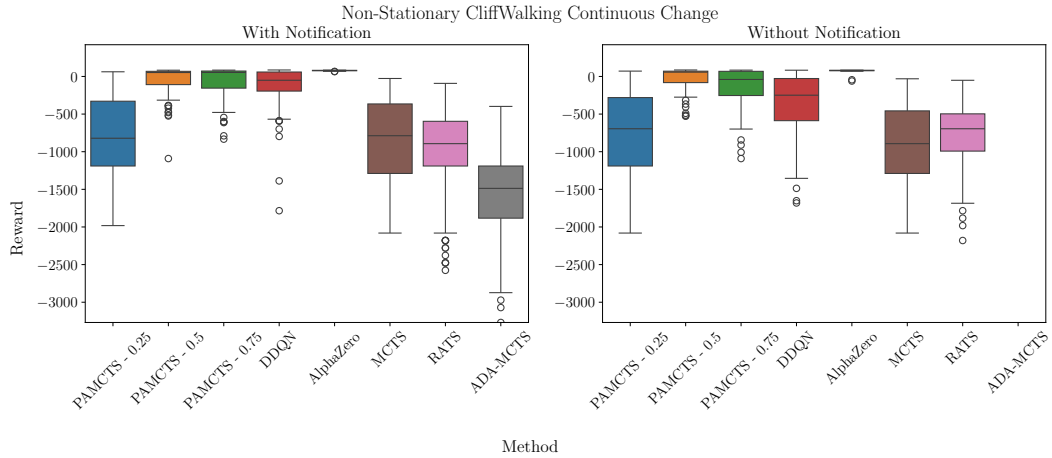 Non-Stationary CliffWalking Continuous Change
With Notification
Without Notification
Reward
0
−500
−1000
−1500
−2000
−2500
−3000
PAMCTS - 0.25
PAMCTS - 0.5
PAMCTS - 0.75
DDQN
AlphaZero
MCTS
RATS
ADA-MCTS
0
−500
−1000
−1500
−2000
−2500
−3000
PAMCTS - 0.25
PAMCTS - 0.5
PAMCTS - 0.75
DDQN
AlphaZero
MCTS
RATS
ADA-MCTS
Method